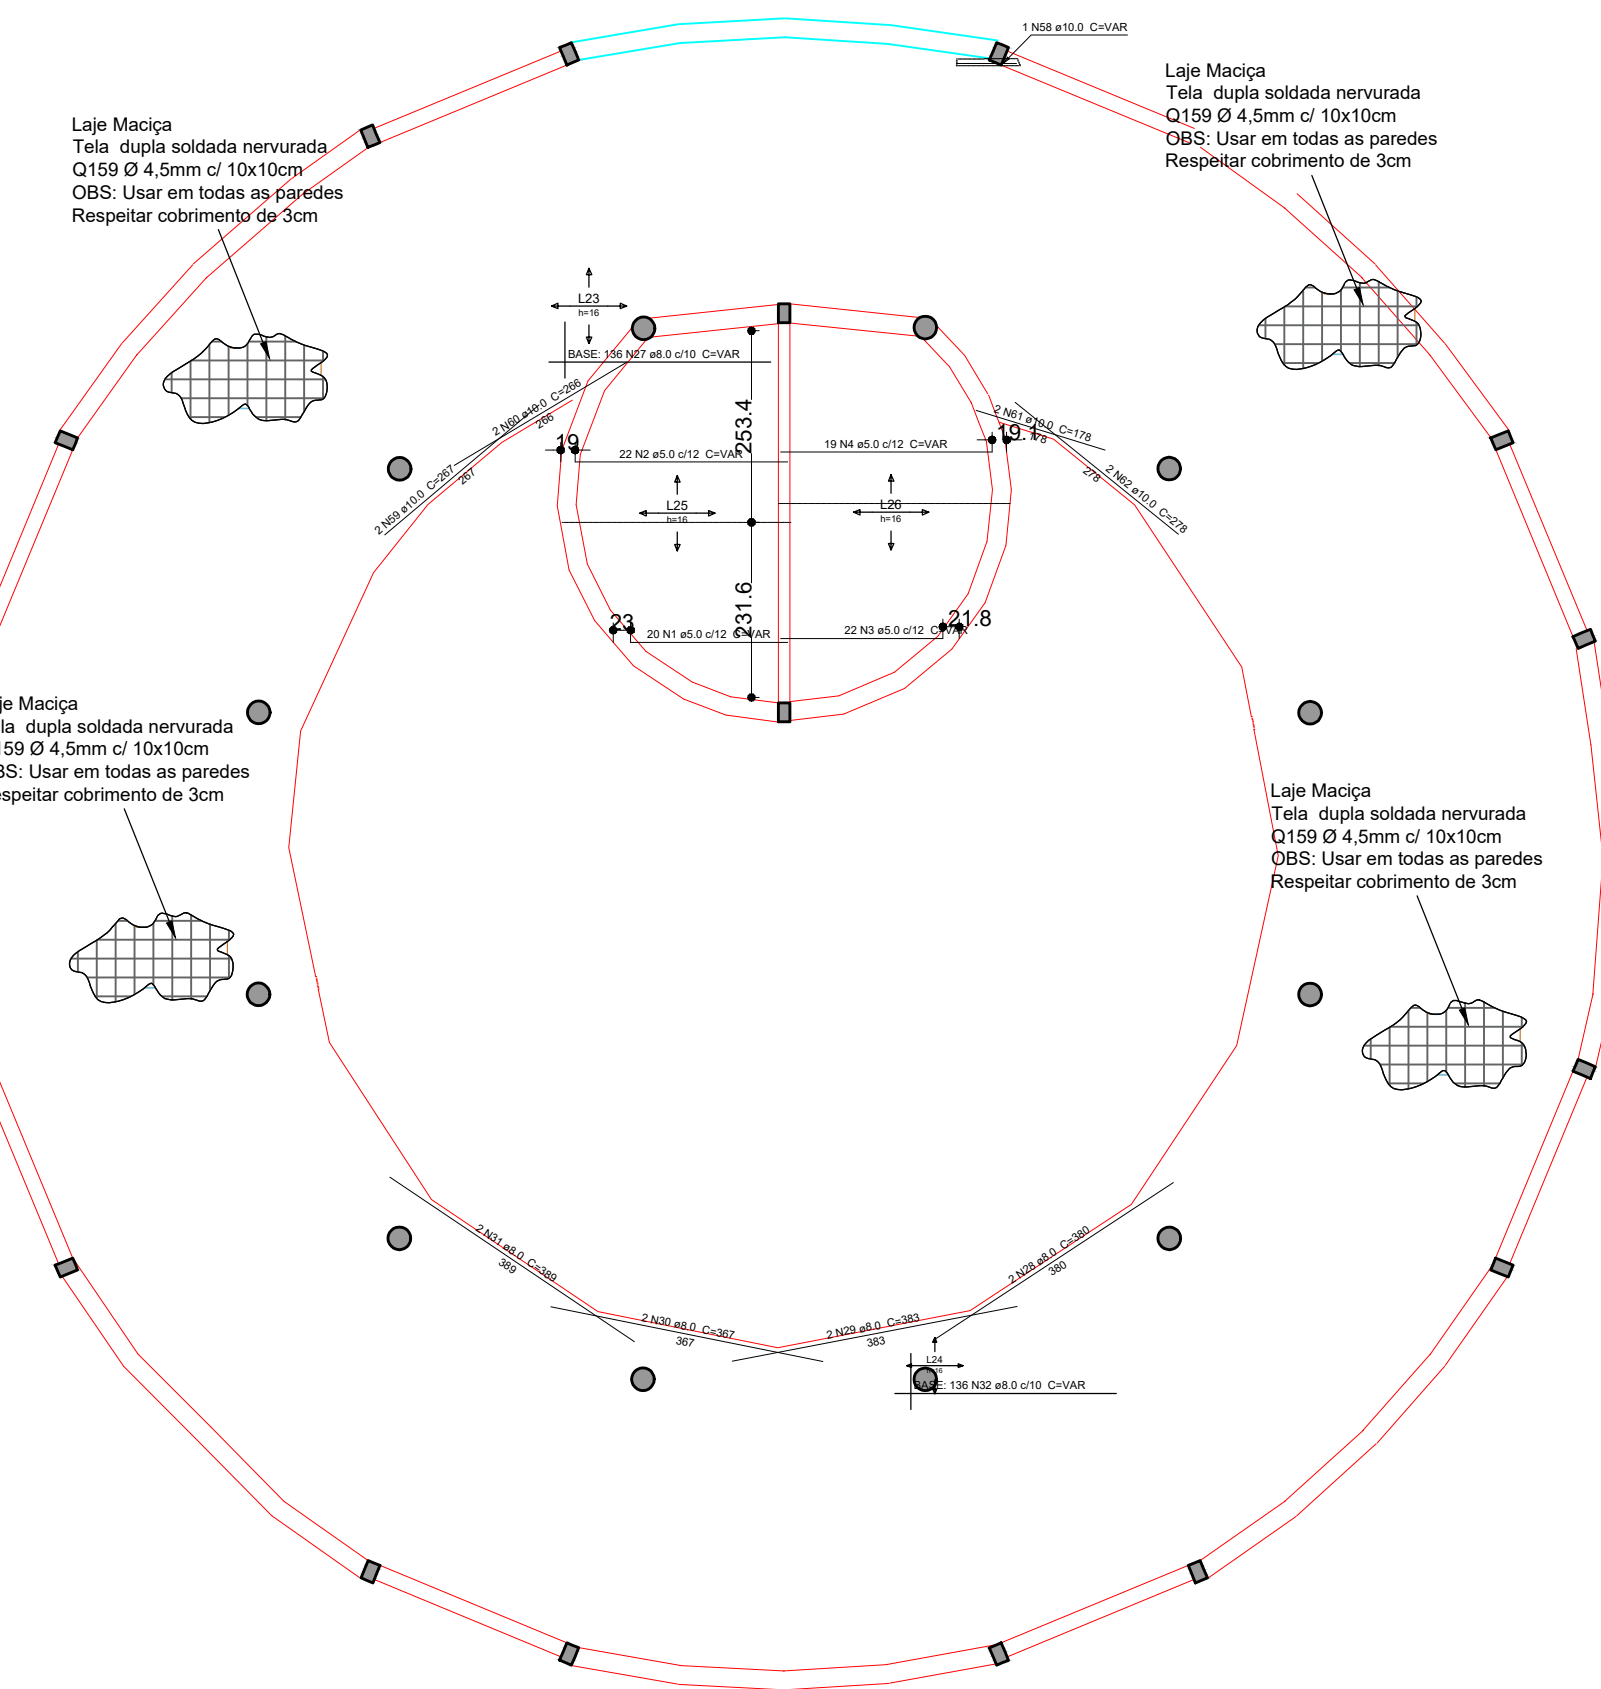 1 N58 ø10.0  C=VAR
Laje Maciça
Tela  dupla soldada nervurada
Q159 Ø 4,5mm c/ 10x10cm
OBS: Usar em todas as paredes
Respeitar cobrimento de 3cm
Laje Maciça
Tela  dupla soldada nervurada
Q159 Ø 4,5mm c/ 10x10cm
OBS: Usar em todas as paredes
Respeitar cobrimento de 3cm
L23
h=16
BASE: 136 N27 ø8.0 c/10  C=VAR
2 N60 ø10.0  C=266
266
2 N59 ø10.0  C=267
267
19
22 N2 ø5.0 c/12  C=VAR
253.4
19 N4 ø5.0 c/12  C=VAR
19.1
2 N61 ø10.0  C=178
178
2 N62 ø10.0  C=278
278
L25
h=16
L26
h=16
231.6
23
20 N1 ø5.0 c/12  C=VAR
22 N3 ø5.0 c/12  C=VAR
21.8
je Maciça
la  dupla soldada nervurada
159 Ø 4,5mm c/ 10x10cm
BS: Usar em todas as paredes
espeitar cobrimento de 3cm
Laje Maciça
Tela  dupla soldada nervurada
Q159 Ø 4,5mm c/ 10x10cm
OBS: Usar em todas as paredes
Respeitar cobrimento de 3cm
2 N31 ø8.0  C=389
389
2 N30 ø8.0  C=367
367
2 N29 ø8.0  C=383
383
2 N28 ø8.0  C=380
380
L24
h=16
BASE: 136 N32 ø8.0 c/10  C=VAR